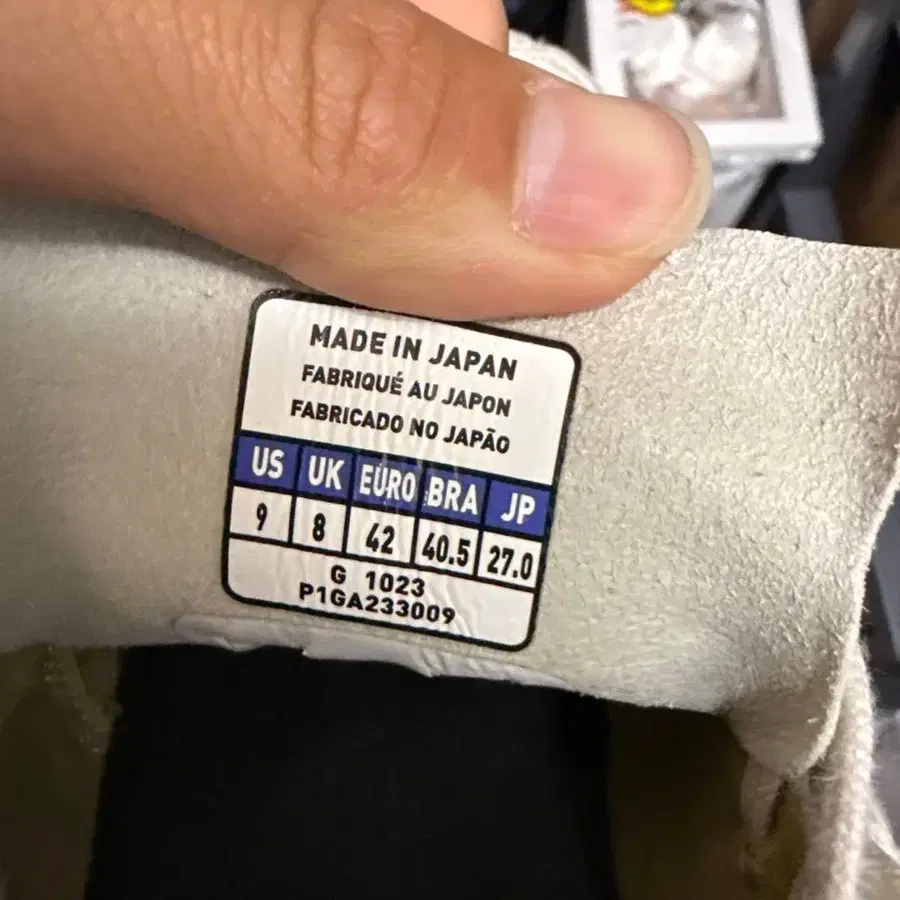 MADE IN JAPAN
FABRIQUÉ AU JAPON
FABRICADO NO JAPÃO
US UK EURO BRA JP
9 8 42 40.5 27.0
G 1023
P1GA233009